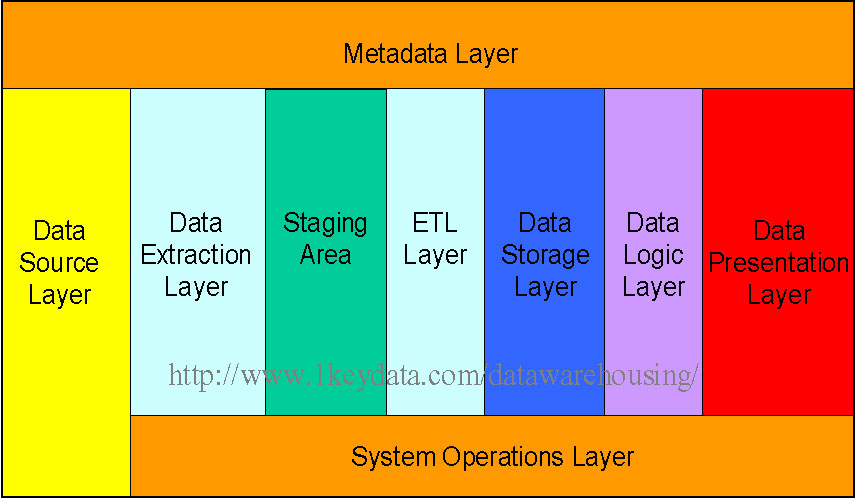 Metadata Layer
Data
Source
Layer
Data
Extraction
Layer
Staging
Area
ETL
Layer
Data
Storage
Layer
Data
Logic
Layer
Data
Presentation
Layer
http://www.1keydata.com/datawarehousing/
System Operations Layer